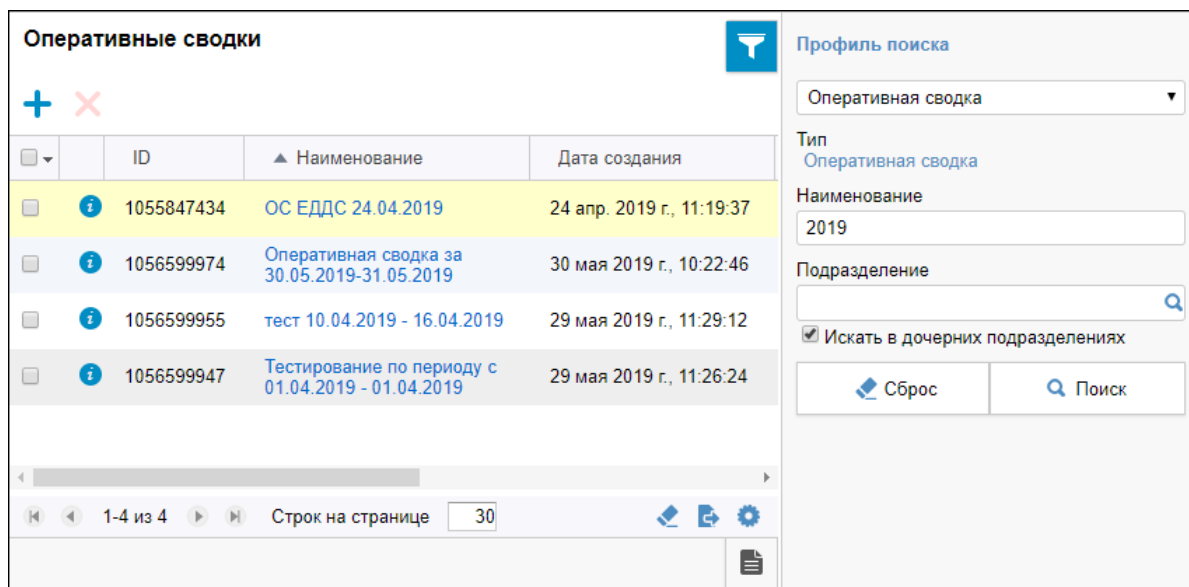 Оперативные сводки
ID
Наименование
Дата создания
1055847434
ОС ЕДДС 24.04.2019
24 апр. 2019 г., 11:19:37
1056599974
Оперативная сводка за
30.05.2019-31.05.2019
30 мая 2019 г., 10:22:46
1056599955
тест 10.04.2019 - 16.04.2019
29 мая 2019 г., 11:29:12
1056599947
Тестирование по периоду с
01.04.2019 - 01.04.2019
29 мая 2019 г., 11:26:24
1-4 из 4
Строк на странице
30
Профиль поиска
Оперативная сводка
Тип
Оперативная сводка
Наименование
2019
Подразделение
Искать в дочерних подразделениях
Сброс
Поиск